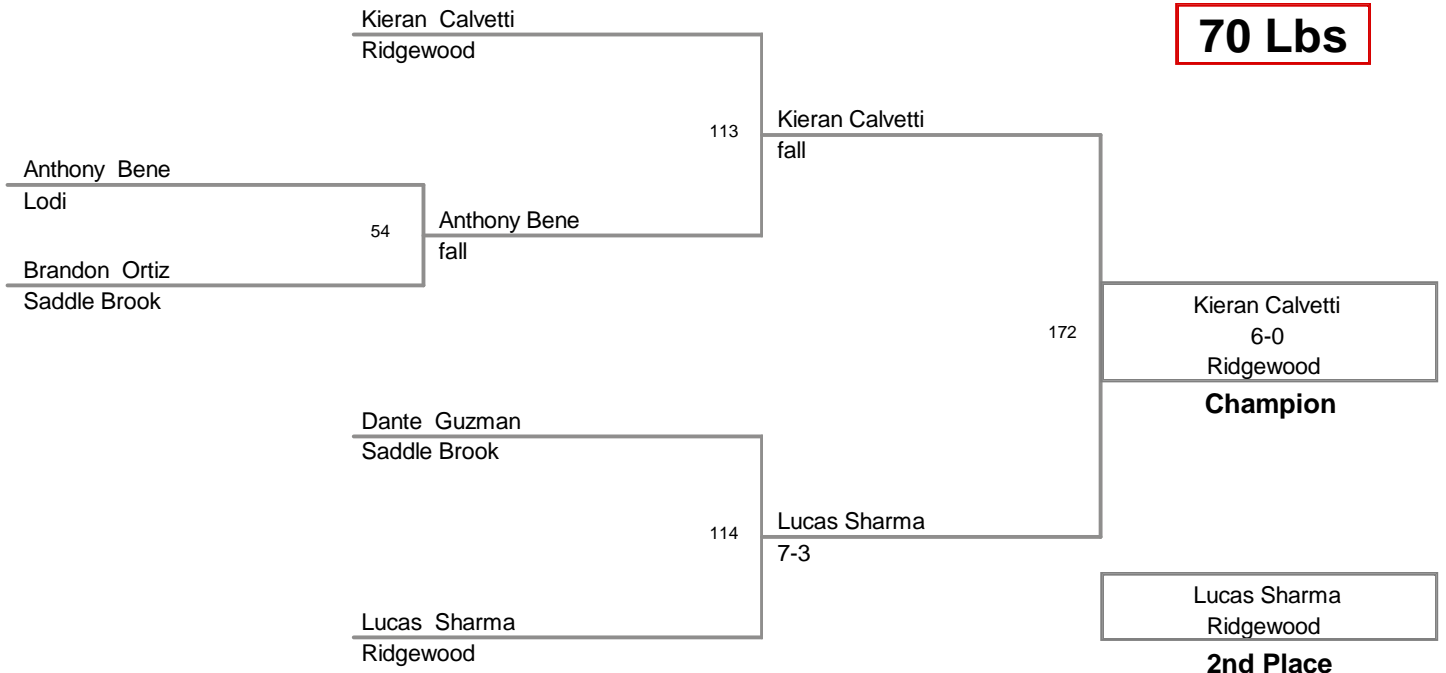 Kieran  Calvetti
Ridgewood
70 Lbs
113
Kieran Calvetti
fall
Anthony  Bene
Lodi
54
Anthony Bene
fall
Brandon  Ortiz
Saddle Brook
172
Kieran Calvetti
6-0
Ridgewood
Champion
Dante  Guzman
Saddle Brook
114
Lucas Sharma
7-3
Lucas  Sharma
Ridgewood
Lucas Sharma
Ridgewood
2nd Place